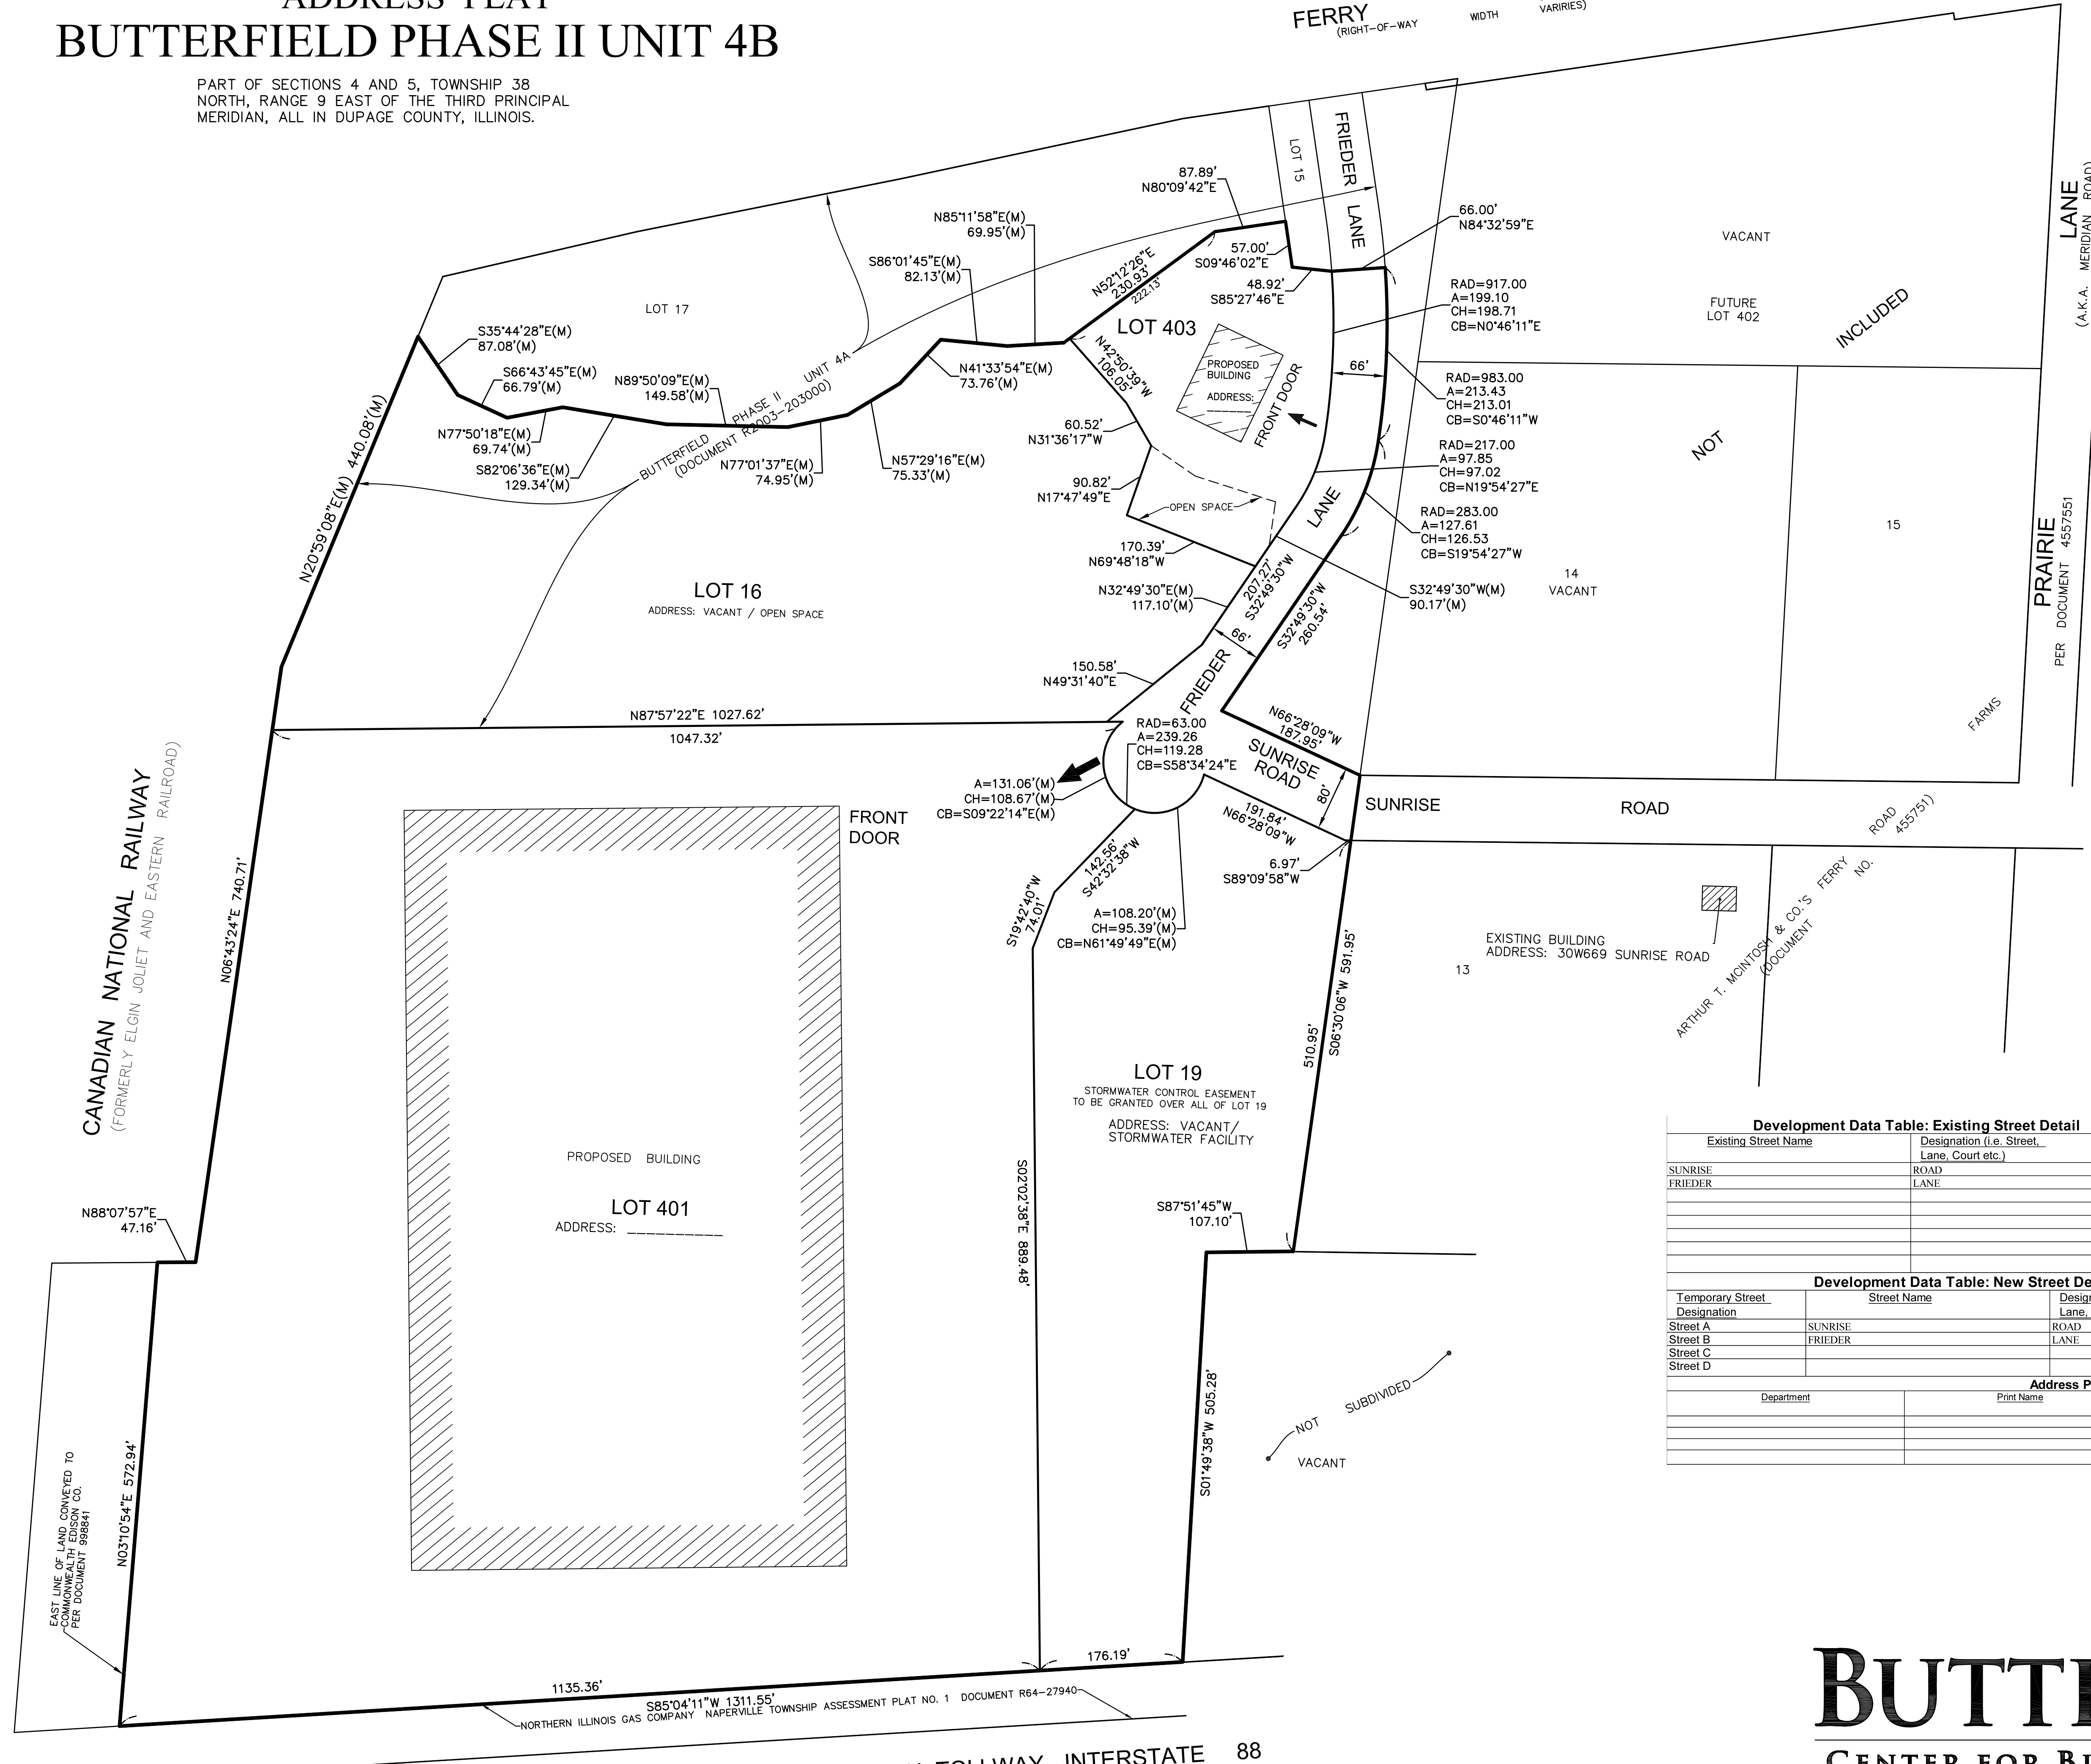 ADDRESS PLAT
BUTTERFIELD PHASE II UNIT 4B
PART OF SECTIONS 4 AND 5, TOWNSHIP 38
NORTH, RANGE 9 EAST OF THE THIRD PRINCIPAL
MERIDIAN, ALL IN DUPAGE COUNTY, ILLINOIS.
FERRY
(RIGHT-OF-WAY WIDTH VARIRIES)
LOT 15
FRIEDER LANE
87.89'
N80°09'42"E
66.00'
N84°32'59"E
N85°11'58"E(M)
69.95'(M)
57.00'
S09°46'02"E
S86°01'45"E(M)
82.13'(M)
N52°12'26"E
230.93'
222.13'
48.92'
S85°27'46"E
RAD=917.00
A=199.10
CH=198.71
CB=N0°46'11"E
VACANT
FUTURE
LOT 402
INCLUDED
NOT
LANE
(A.K.A. MERIDIAN ROAD)
PRAIRIE
PER DOCUMENT 4557551
LOT 17
LOT 403
S35°44'28"E(M)
87.08'(M)
S66°43'45"E(M)
66.79'(M)
N89°50'09"E(M)
149.58'(M)
N41°33'54"E(M)
73.76'(M)
N42°50'39"W
106.05'
PROPOSED
BUILDING
ADDRESS:
FRONT DOOR
66'
RAD=983.00
A=213.43
CH=213.01
CB=S0°46'11"W
BUTTERFIELD PHASE II UNIT 4A
(DOCUMENT R2003-203000)
N77°50'18"E(M)
69.74'(M)
S82°06'36"E(M)
129.34'(M)
N77°01'37"E(M)
74.95'(M)
N57°29'16"E(M)
75.33'(M)
60.52'
N31°36'17"W
RAD=217.00
A=97.85
CH=97.02
CB=N19°54'27"E
90.82'
N17°47'49"E
OPEN SPACE
LANE
RAD=283.00
A=127.61
CH=126.53
CB=S19°54'27"W
15
N20°59'08"E(M) 440.08'(M)
170.39'
N69°48'18"W
LOT 16
ADDRESS: VACANT / OPEN SPACE
N32°49'30"E(M)
117.10'(M)
207.27'
S32°49'30"W
S32°49'30"W
260.54'
S32°49'30"W(M)
90.17'(M)
14
VACANT
66'
150.58'
N49°31'40"E
FRIEDER
FARMS
N87°57'22"E 1027.62'
1047.32'
RAD=63.00
A=239.26
CH=119.28
CB=S58°34'24"E
N66°28'09"W
187.95'
SUNRISE
ROAD
80'
SUNRISE ROAD
A=131.06'(M)
CH=108.67'(M)
CB=S09°22'14"E(M)
191.84'
N66°28'09"W
6.97'
S89°09'58"W
142.56'
S42°32'38"W
S19°42'40"W
74.01'
A=108.20'(M)
CH=95.39'(M)
CB=N61°49'49"E(M)
FRONT
DOOR
CANADIAN NATIONAL RAILWAY
(FORMERLY ELGIN JOLIET AND EASTERN RAILROAD)
N06°43'24"E 740.71'
EXISTING BUILDING
ADDRESS: 30W669 SUNRISE ROAD
13
ARTHUR T. MCINTOSH & CO.'S FERRY ROAD
(DOCUMENT NO. 455751)
510.95'
S06°30'06"W 591.95'
LOT 19
STORMWATER CONTROL EASEMENT
TO BE GRANTED OVER ALL OF LOT 19
ADDRESS: VACANT/
STORMWATER FACILITY
PROPOSED BUILDING
LOT 401
ADDRESS:
S02°02'38"E 889.48'
S87°51'45"W
107.10'
N88°07'57"E
47.16'
N03°10'54"E 572.94'
EAST LINE OF LAND CONVEYED TO
COMMONWEALTH EDISON CO.
PER DOCUMENT 998841
S01°49'38"W 505.28'
NOT SUBDIVIDED
VACANT
176.19'
1135.36'
S85°04'11"W 1311.55'
NORTHERN ILLINOIS GAS COMPANY NAPERVILLE TOWNSHIP ASSESSMENT PLAT NO. 1 DOCUMENT R64-27940
TOLLWAY INTERSTATE 88
Development Data Table: Existing Street Detail
Existing Street Name Designation (i.e. Street,
Lane, Court etc.)
SUNRISE ROAD
FRIEDER LANE
Development Data Table: New Street De
Temporary Street Street Name Desig
Designation Lane,
Street A SUNRISE ROAD
Street B FRIEDER LANE
Street C
Street D
Address P
Department Print Name
BUTTE
CENTER FOR B